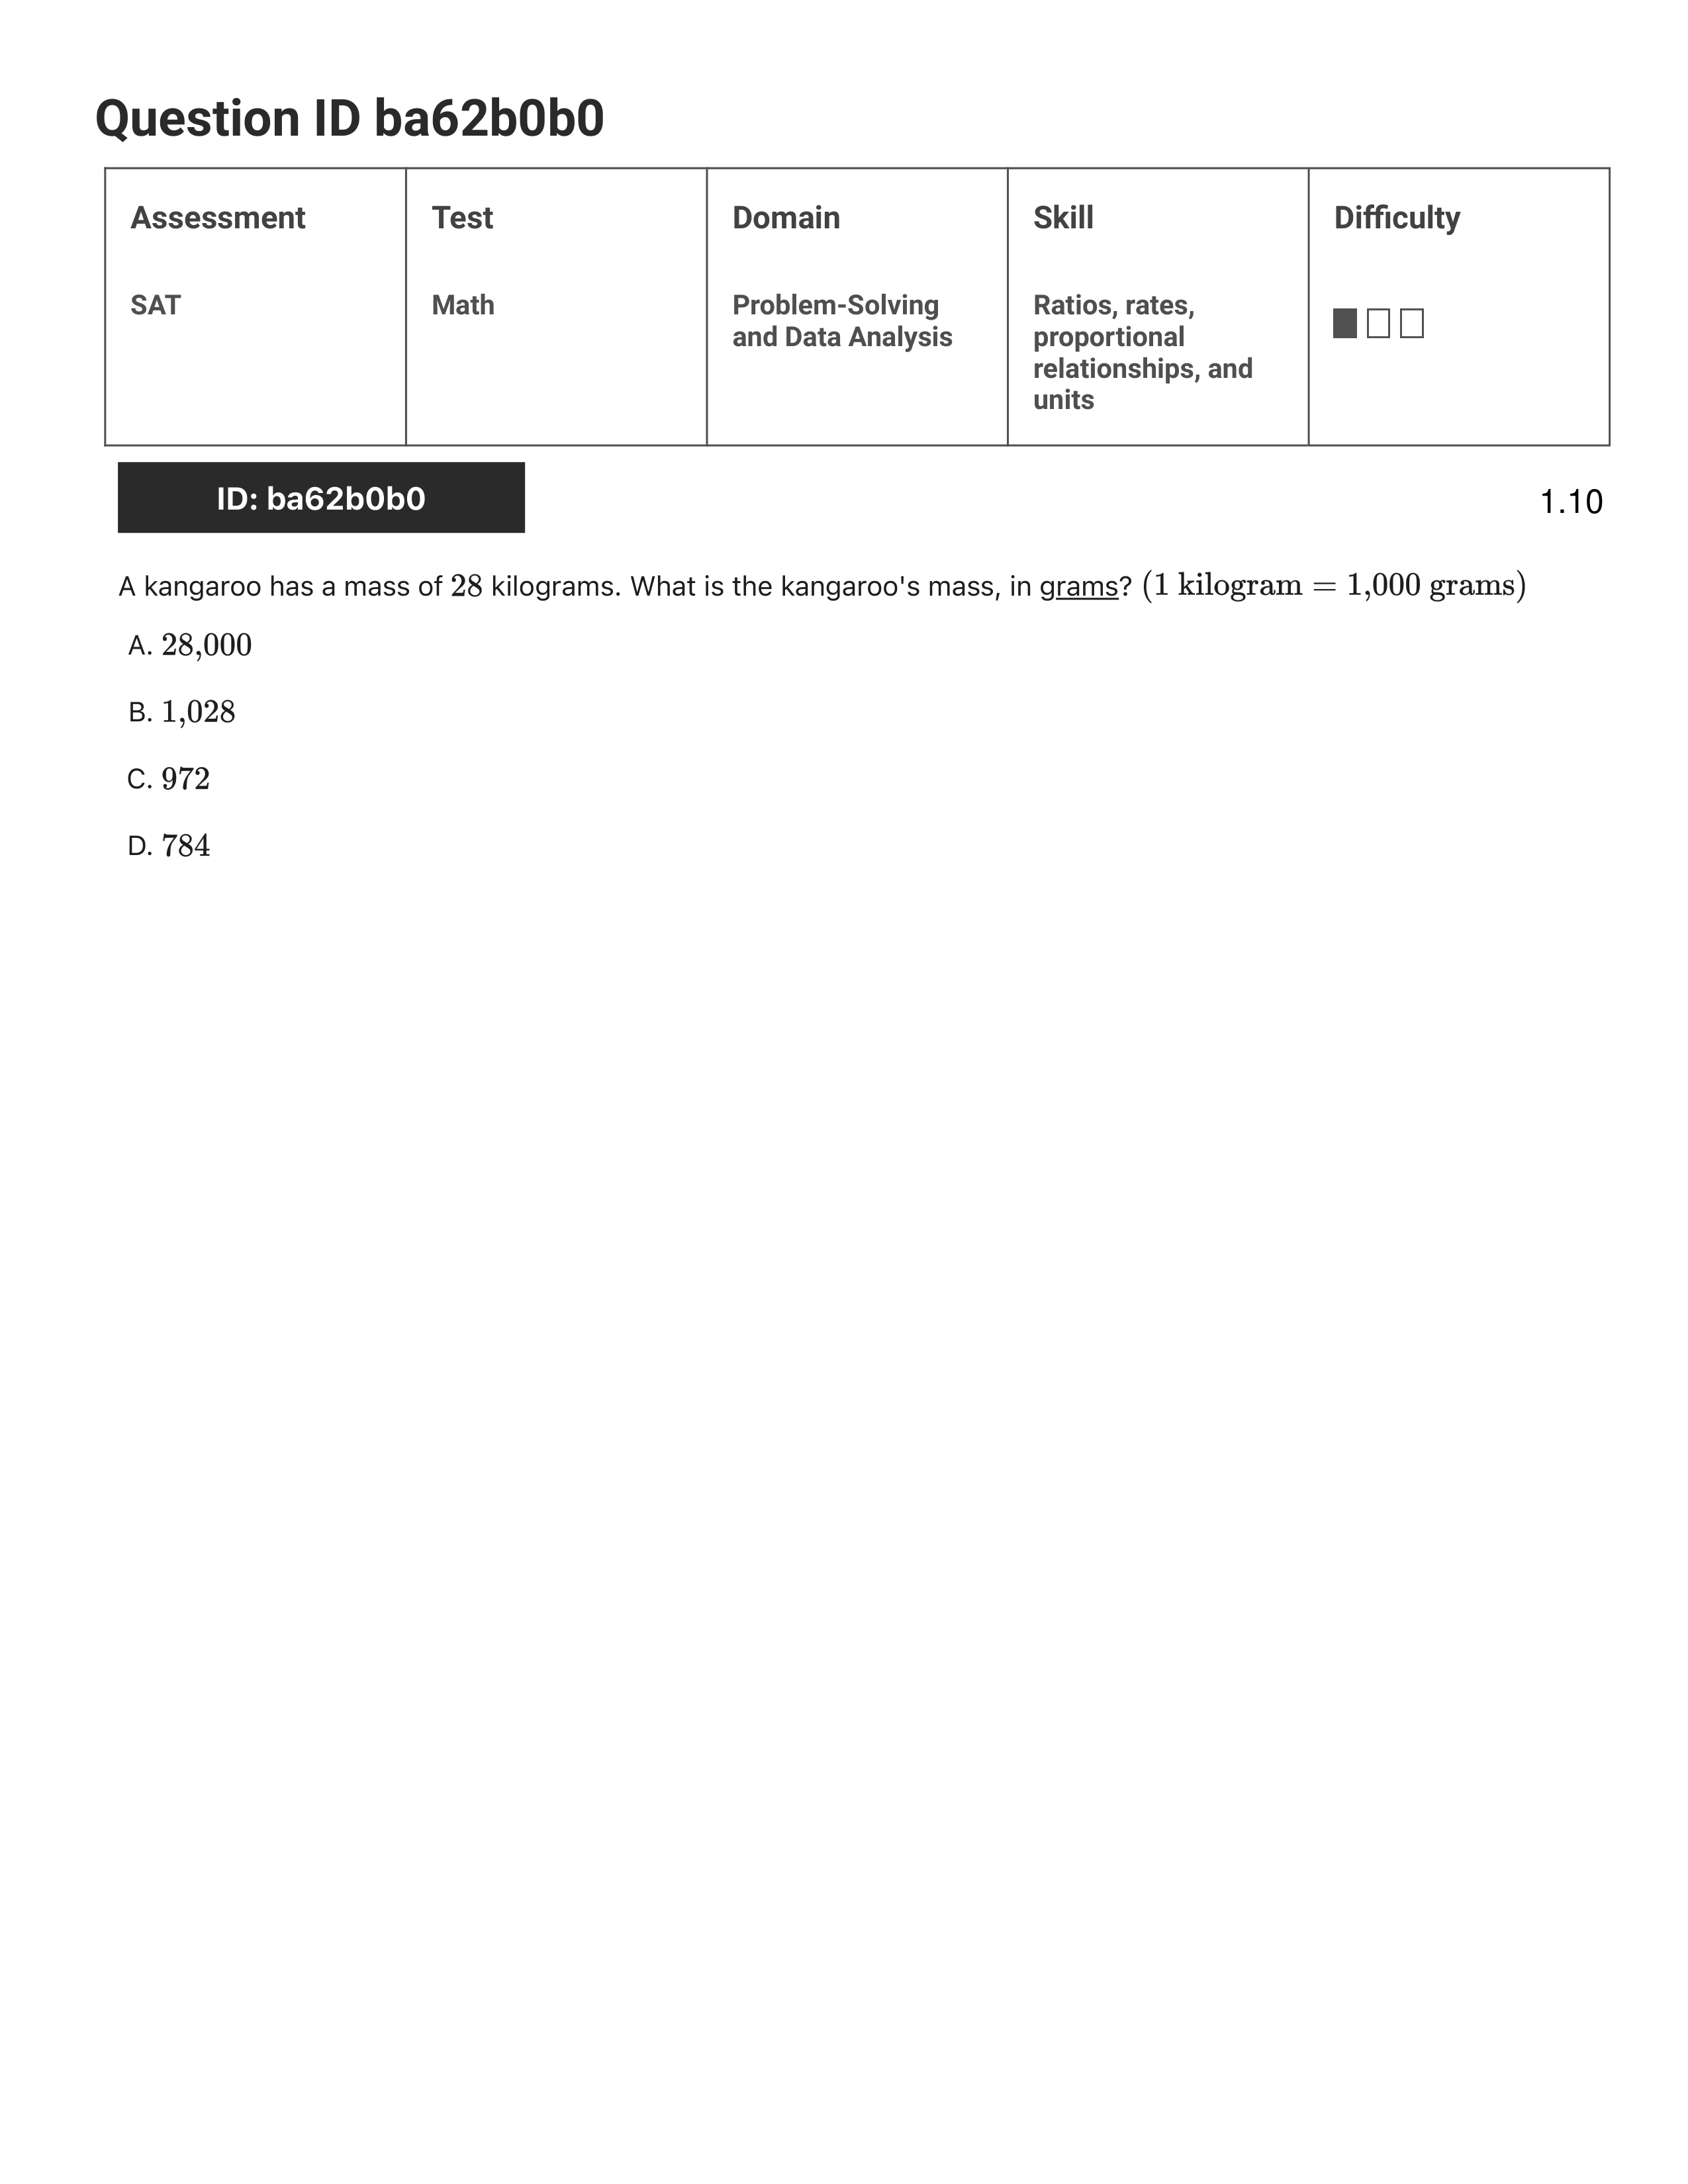 Question ID ba62b0b0
Assessment
Test
Domain
Skill
Difficulty
SAT
Math
Problem-Solving
and Data Analysis
Ratios, rates,
proportional
relationships, and
units
ID: ba62b0b0
1.10
A kangaroo has a mass of 28 kilograms. What is the kangaroo's mass, in grams? (1 kilogram = 1,000 grams)
A. 28,000
B. 1,028
C. 972
D. 784